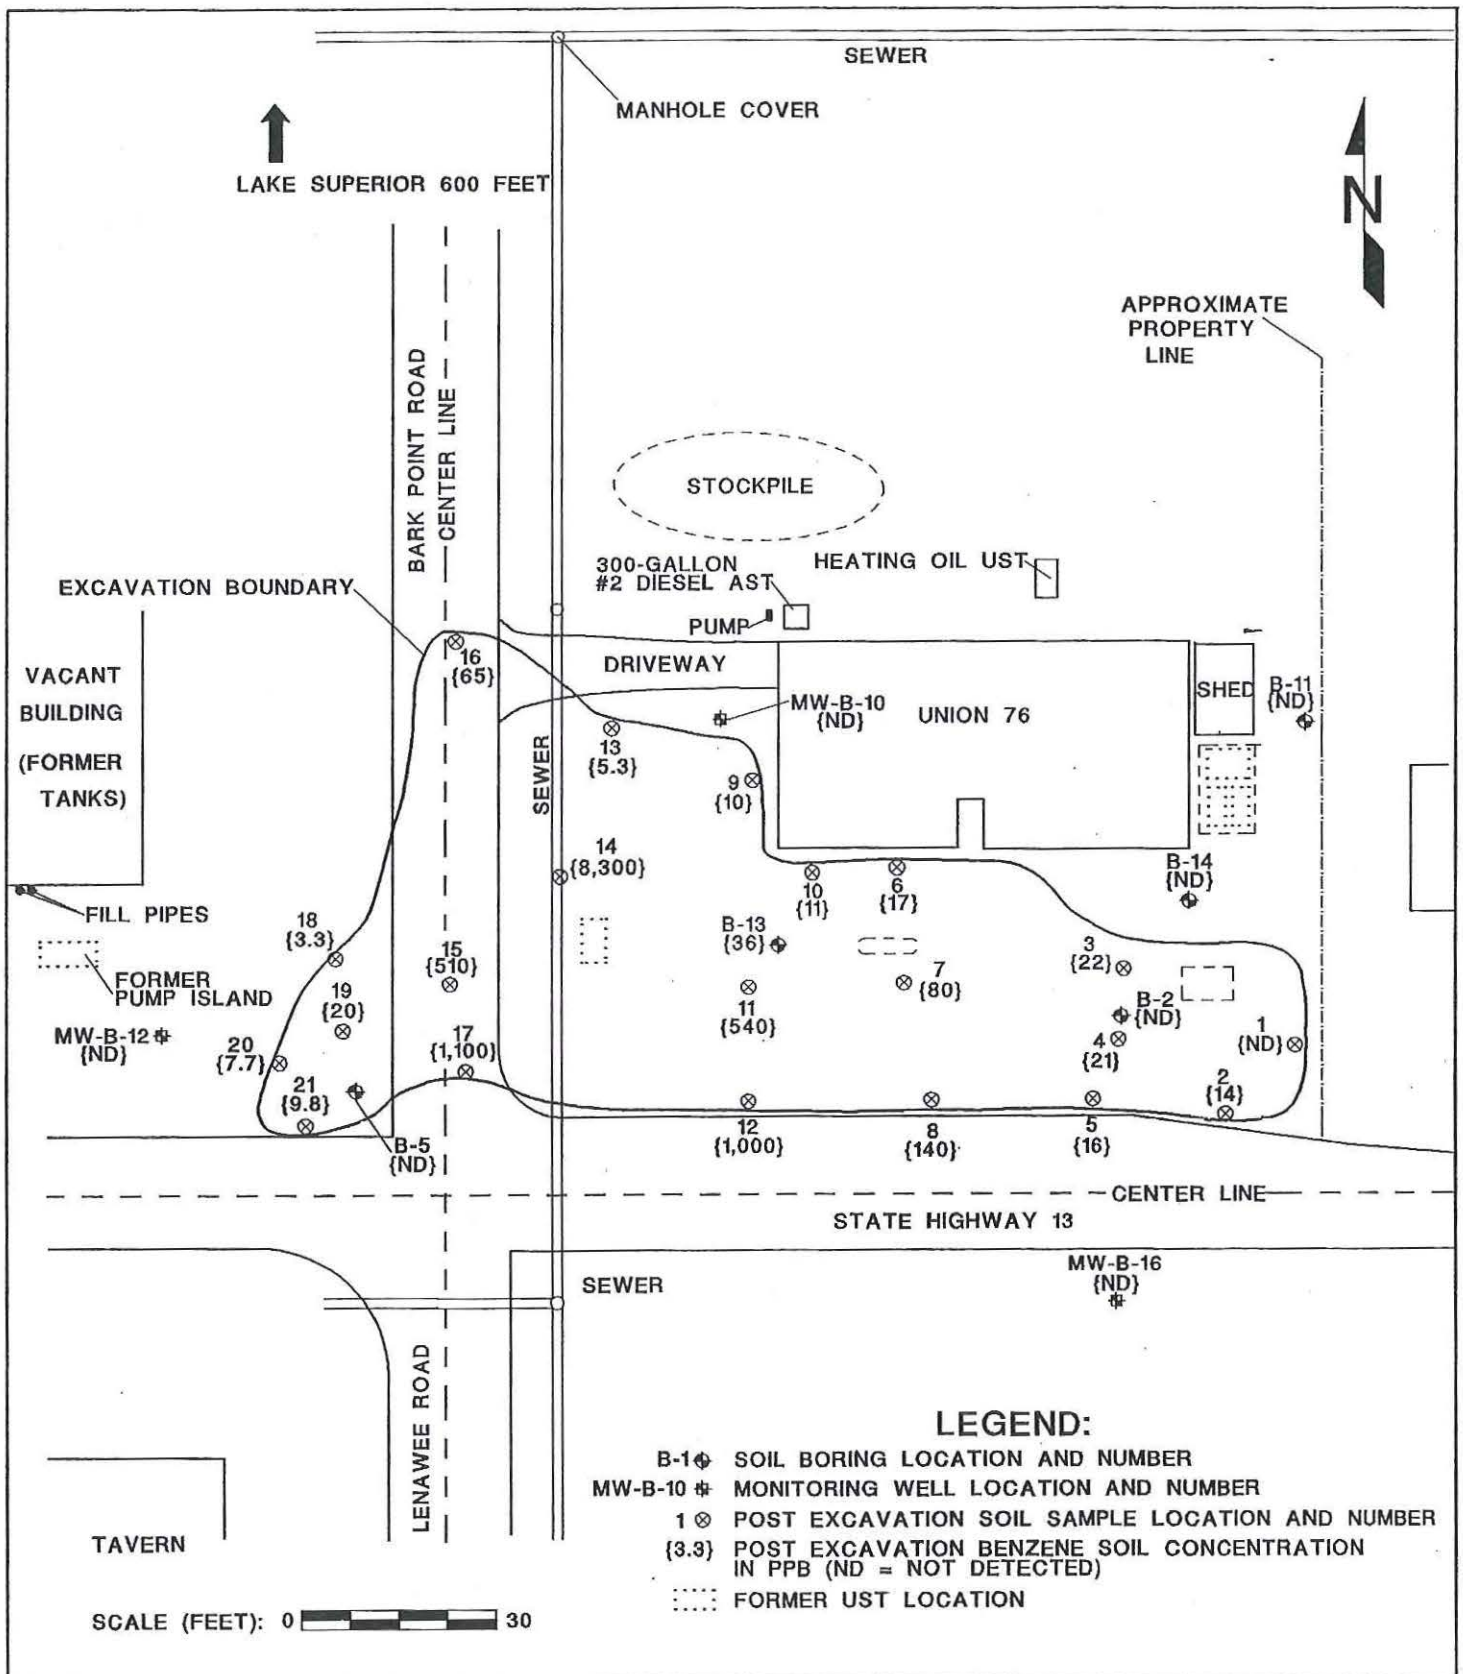 SEWER
MANHOLE COVER
LAKE SUPERIOR 600 FEET
N
APPROXIMATE
PROPERTY
LINE
BARK POINT ROAD
CENTER LINE
STOCKPILE
300-GALLON
#2 DIESEL AST
HEATING OIL UST
PUMP
EXCAVATION BOUNDARY
16
{65}
DRIVEWAY
VACANT
BUILDING
(FORMER
TANKS)
MW-B-10
{ND}
UNION 76
SHED
B-11
{ND}
13
{5.3}
SEWER
9
{10}
14
{8,300}
10
{11}
6
{17}
B-14
{ND}
FILL PIPES
18
{3.3}
B-13
{36}
15
{510}
3
{22}
FORMER
PUMP ISLAND
19
{20}
11
{540}
7
{80}
B-2
{ND}
MW-B-12
{ND}
20
{7.7}
17
{1,100}
4
{21}
1
{ND}
21
{9.8}
2
{14}
B-5
{ND}
12
{1,000}
8
{140}
5
{16}
CENTER LINE
STATE HIGHWAY 13
MW-B-16
{ND}
SEWER
LENAWEE ROAD
TAVERN
LEGEND:
B-1 SOIL BORING LOCATION AND NUMBER
MW-B-10 MONITORING WELL LOCATION AND NUMBER
1 POST EXCAVATION SOIL SAMPLE LOCATION AND NUMBER
{3.3} POST EXCAVATION BENZENE SOIL CONCENTRATION
IN PPB (ND = NOT DETECTED)
FORMER UST LOCATION
SCALE (FEET): 0 30